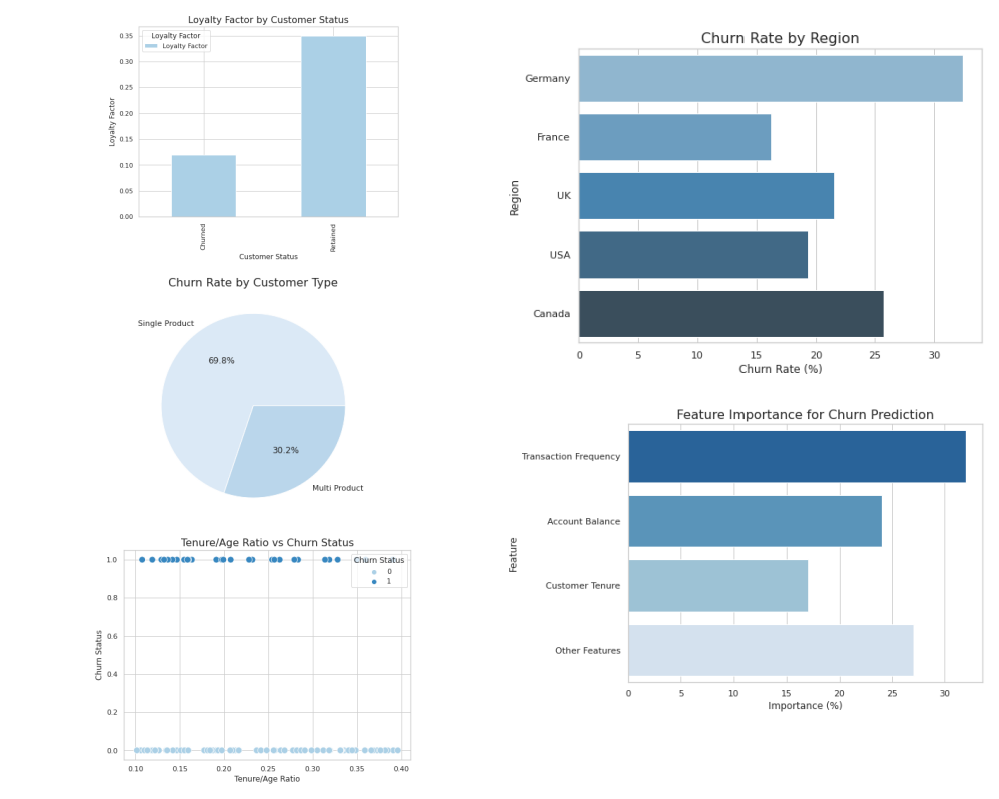 Loyalty Factor by Customer Status
Loyalty Factor
Loyalty Factor
0.35
0.30
0.25
0.20
0.15
0.10
0.05
0.00
Loyalty Factor
Churned
Retained
Customer Status
Churn Rate by Customer Type
Single Product
69.8%
30.2%
Multi Product
Tenure/Age Ratio vs Churn Status
Churn Status
0
1
1.0
0.8
0.6
0.4
0.2
0.0
Churn Status
0.10 0.15 0.20 0.25 0.30 0.35 0.40
Tenure/Age Ratio
Churn Rate by Region
Germany
France
UK
USA
Canada
Region
0 5 10 15 20 25 30
Churn Rate (%)
Feature Importance for Churn Prediction
Transaction Frequency
Account Balance
Customer Tenure
Other Features
Feature
0 5 10 15 20 25 30
Importance (%)